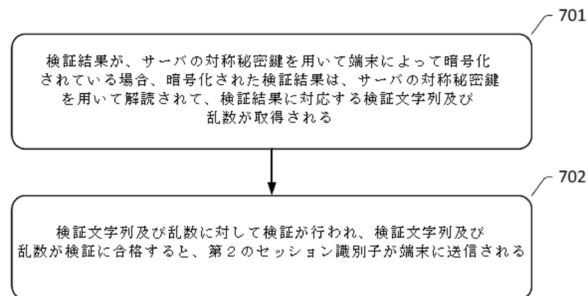 701
検証結果が、サーバの対称秘密鍵を用いて端末によって暗号化
されている場合、暗号化された検証結果は、サーバの対称秘密鍵
を用いて解読されて、検証結果に対応する検証文字列及び
乱数が取得される
702
検証文字列及び乱数に対して検証が行われ、検証文字列及び
乱数が検証に合格すると、第2のセッション識別子が端末に送信される